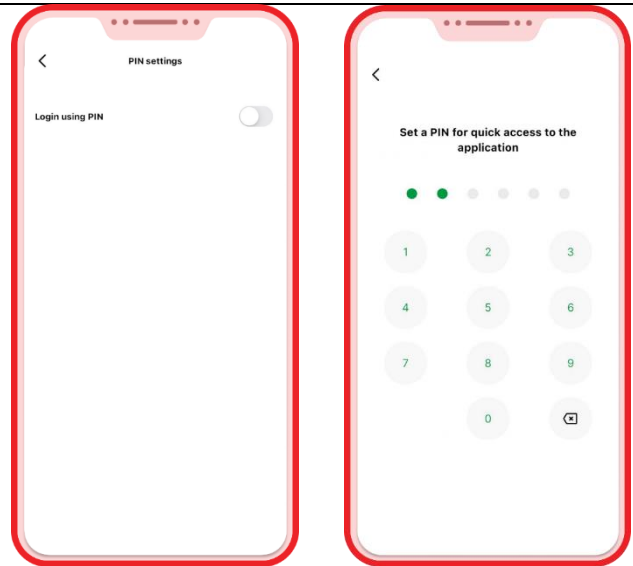 PIN settings
Login using PIN
Set a PIN for quick access to the
application
1 2 3
4 5 6
7 8 9
0